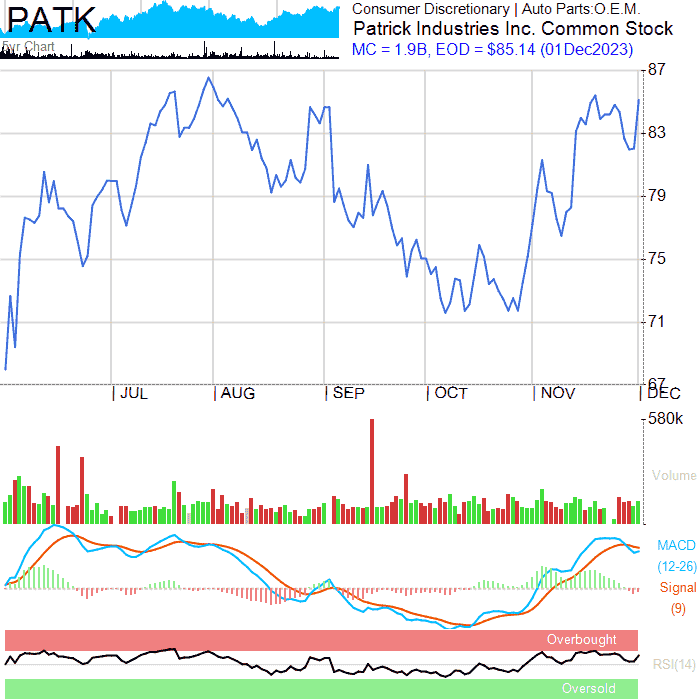 PATK
5yr Chart
Consumer Discretionary | Auto Parts:O.E.M.
Patrick Industries Inc. Common Stock
MC = 1.9B, EOD = $85.14 (01Dec2023)
87
83
79
75
71
67
JUL AUG SEP OCT NOV DEC
580k
Volume
MACD
(12-26)
Signal
(9)
Overbought
RSI(14)
Oversold